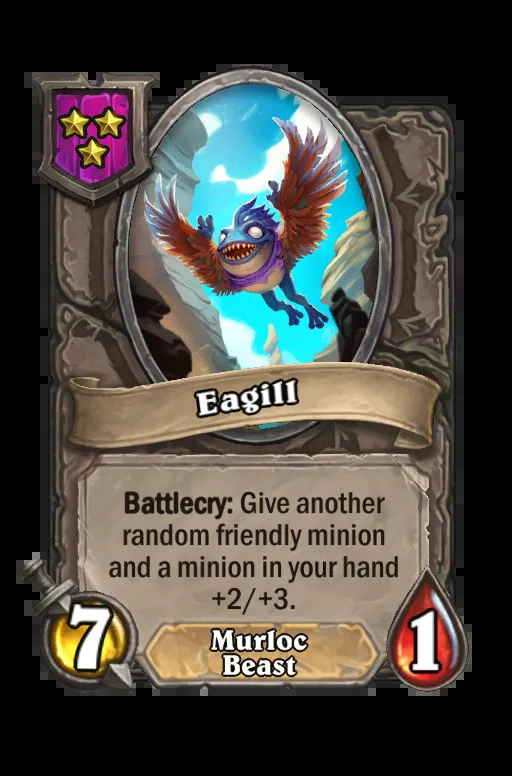 Eagill
Battlecry: Give another
random friendly minion
and a minion in your hand
+2/+3.
7
Murloc
Beast
1